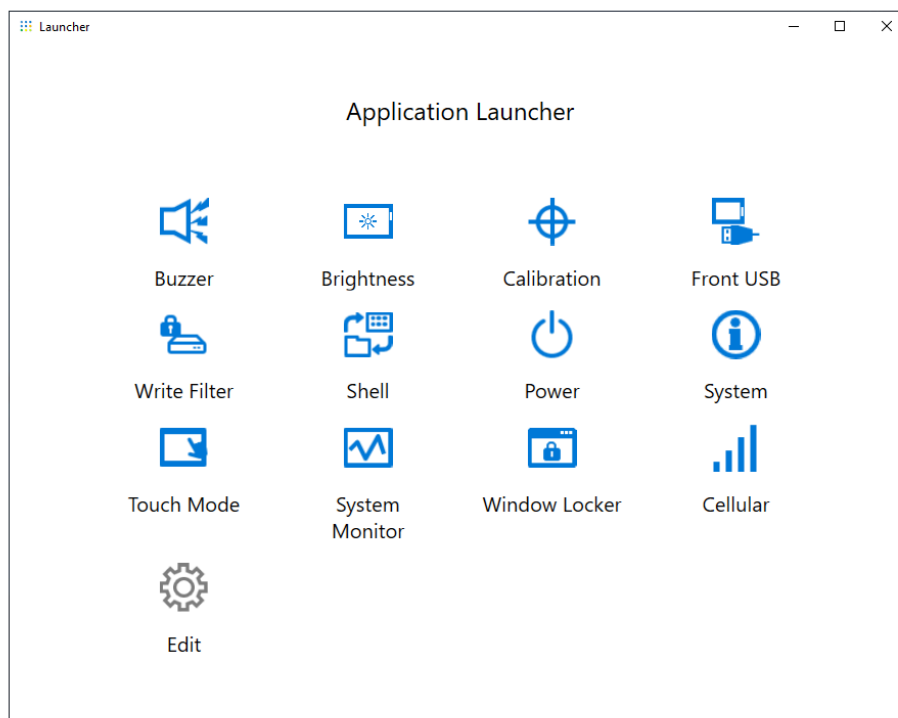 Launcher
Application Launcher
Buzzer
Brightness
Calibration
Front USB
Write Filter
Shell
Power
System
Touch Mode
System
Monitor
Window Locker
Cellular
Edit